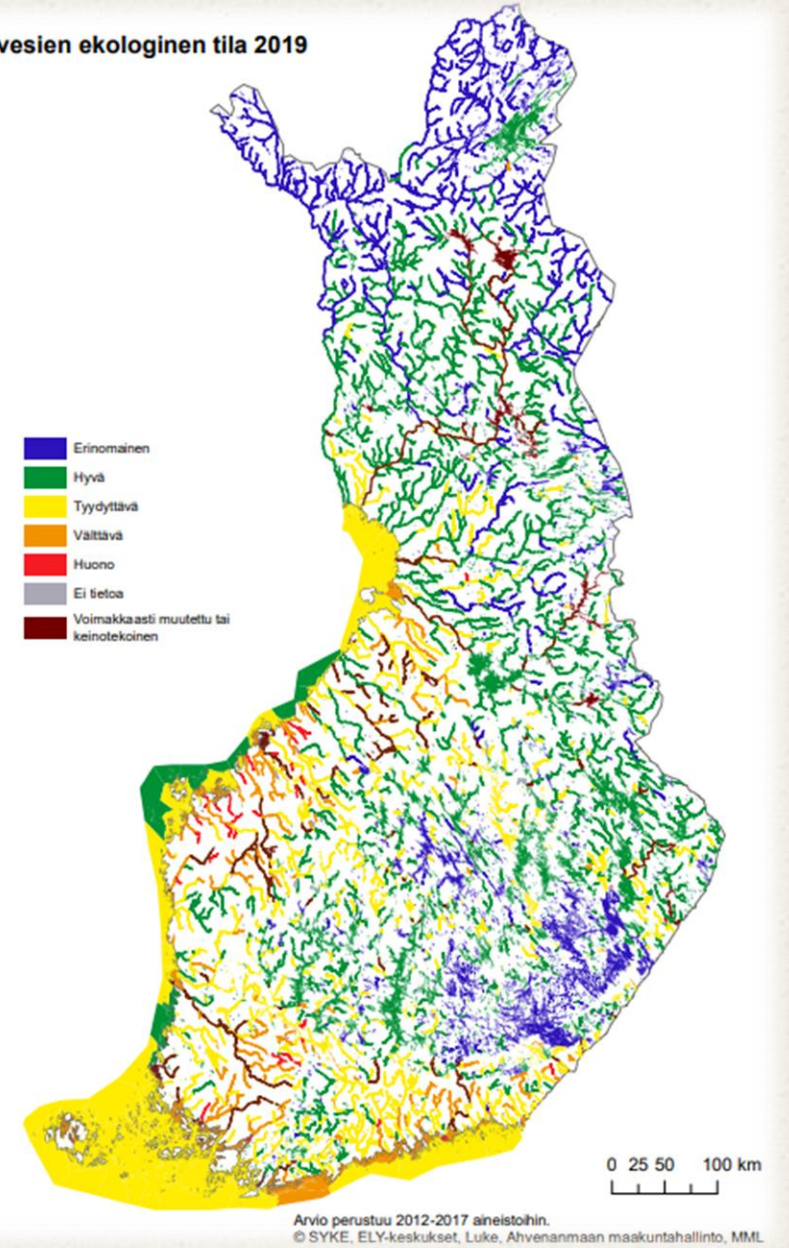 vesien ekologinen tila 2019
Erinomainen
Hyvä
Tyydyttävä
Välttävä
Huono
Ei tietoa
Voimakkaasti muutettu tai
keinotekoinen
0 25 50 100 km
Arvio perustuu 2012-2017 aineistoihin.
© SYKE, ELY-keskukset, Luke, Ahvenanmaan maakuntahallinto, MML